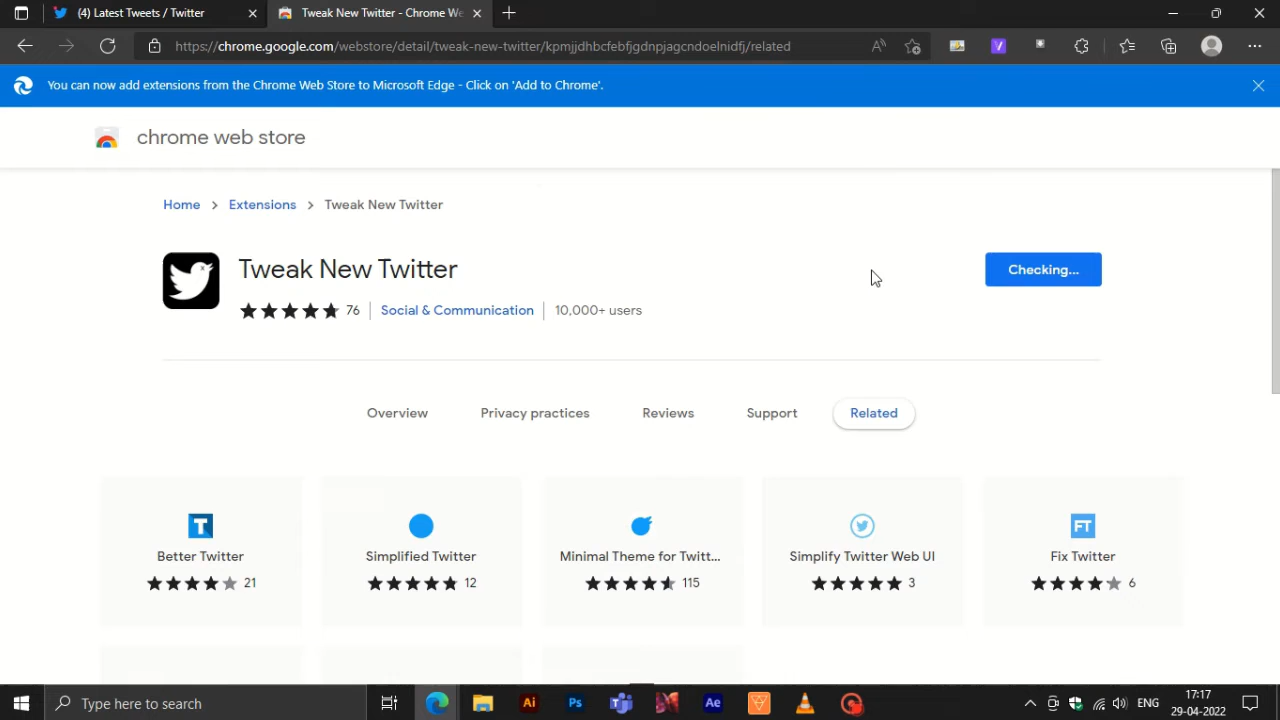 (4) Latest Tweets / Twitter
Tweak New Twitter - Chrome We
https://chrome.google.com/webstore/detail/tweak-new-twitter/kpmjjdhbcfebfjgdnpjagcndoelnidfj/related
You can now add extensions from the Chrome Web Store to Microsoft Edge - Click on 'Add to Chrome'.
chrome web store
Home > Extensions > Tweak New Twitter
Tweak New Twitter
Checking...
76 | Social & Communication | 10,000+ users
Overview Privacy practices Reviews Support Related
T
FT
Better Twitter Simplified Twitter Minimal Theme for Twitt... Simplify Twitter Web UI Fix Twitter
21 12 115 3 6
Type here to search
Ai
Ps
Ae
ENG
17:17
29-04-2022